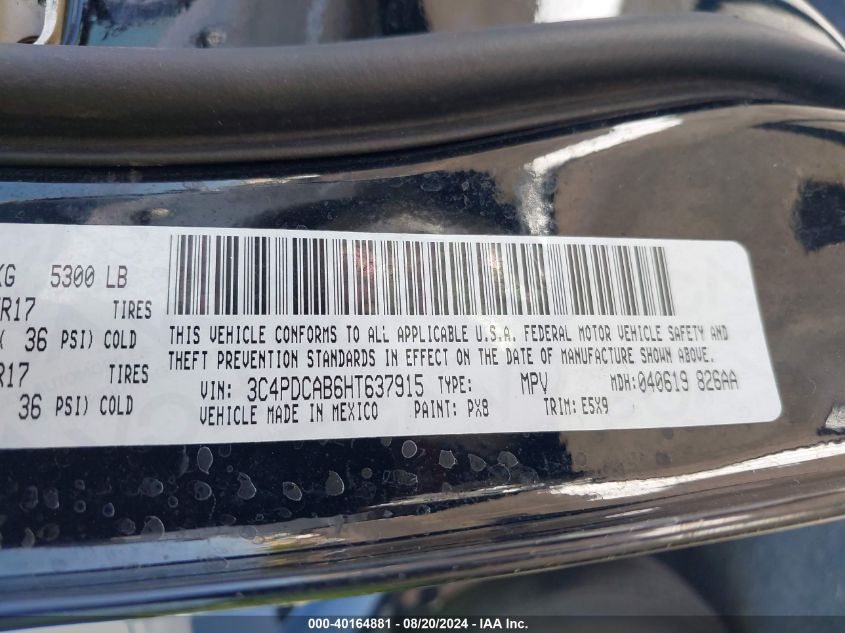 KG 5300 LB
R17 TIRES
36 PSI) COLD
THIS VEHICLE CONFORMS TO ALL APPLICABLE U.S.A. FEDERAL MOTOR VEHICLE SAFETY AND
THEFT PREVENTION STANDARDS IN EFFECT ON THE DATE OF MANUFACTURE SHOWN ABOVE.
R17 TIRES
VIN: 3C4PDCAB6HT637915 TYPE: MPV MDH:040619 826AA
36 PSI) COLD
VEHICLE MADE IN MEXICO PAINT: PX8 TRIM: E5X9
000-40164881 - 08/20/2024 - IAA Inc.